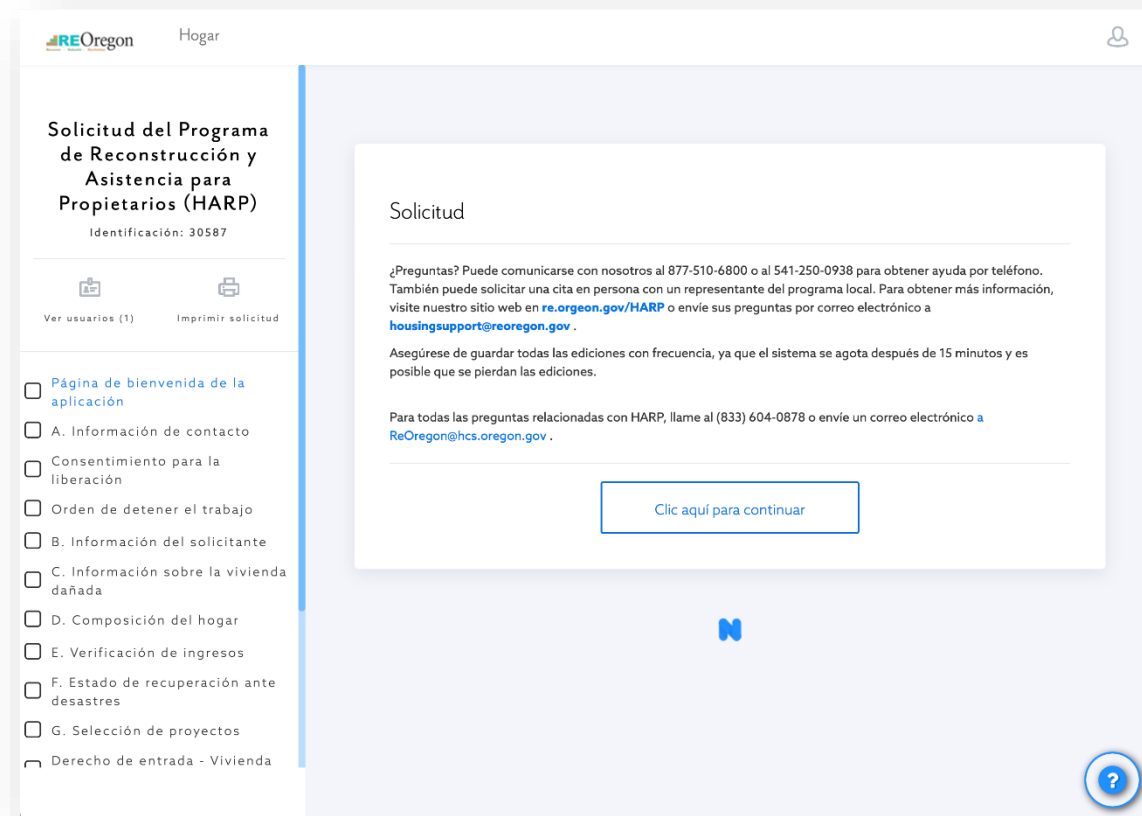 REOregon
Hogar
Solicitud del Programa
de Reconstrucción y
Asistencia para
Propietarios (HARP)
Identificación: 30587
Ver usuarios (1)
Imprimir solicitud
Página de bienvenida de la
aplicación
A. Información de contacto
Consentimiento para la
liberación
Orden de detener el trabajo
B. Información del solicitante
C. Información sobre la vivienda
dañada
D. Composición del hogar
E. Verificación de ingresos
F. Estado de recuperación ante
desastres
G. Selección de proyectos
Derecho de entrada - Vivienda
Solicitud
¿Preguntas? Puede comunicarse con nosotros al 877-510-6800 o al 541-250-0938 para obtener ayuda por teléfono.
También puede solicitar una cita en persona con un representante del programa local. Para obtener más información,
visite nuestro sitio web en re.orgeon.gov/HARP o envíe sus preguntas por correo electrónico a
housingsupport@reoregon.gov .
Asegúrese de guardar todas las ediciones con frecuencia, ya que el sistema se agota después de 15 minutos y es
posible que se pierdan las ediciones.
Para todas las preguntas relacionadas con HARP, llame al (833) 604-0878 o envíe un correo electrónico a
ReOregon@hcs.oregon.gov .
Clic aquí para continuar
N
?